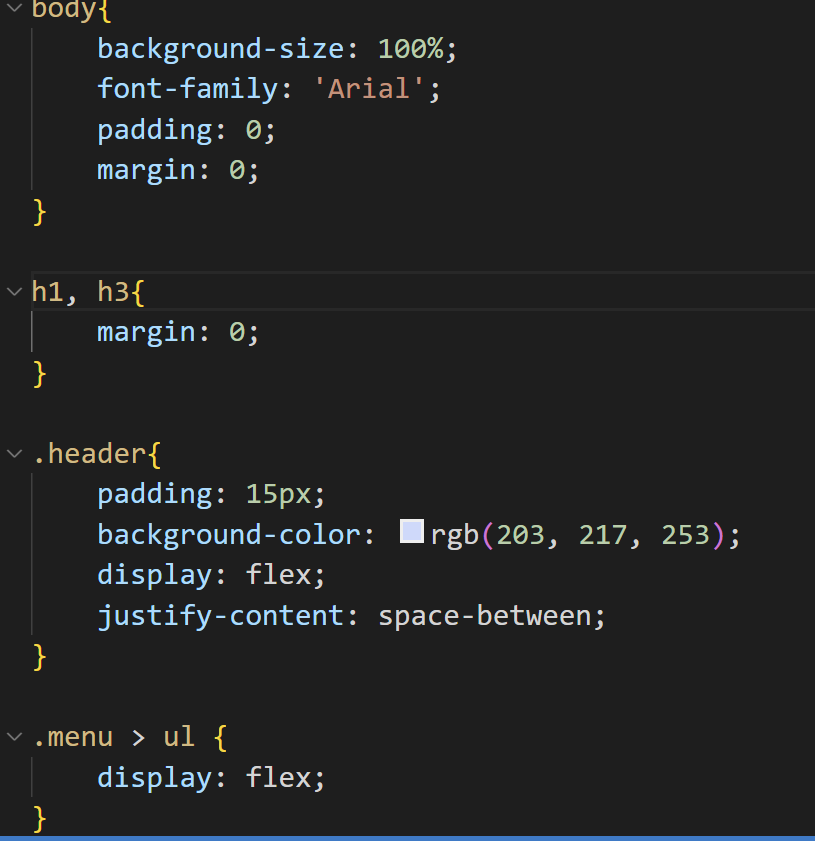 body{
background-size: 100%;
font-family: 'Arial';
padding: 0;
margin: 0;
}
h1, h3{
margin: 0;
}
.header{
padding: 15px;
background-color: rgb(203, 217, 253);
display: flex;
justify-content: space-between;
}
.menu > ul {
display: flex;
}